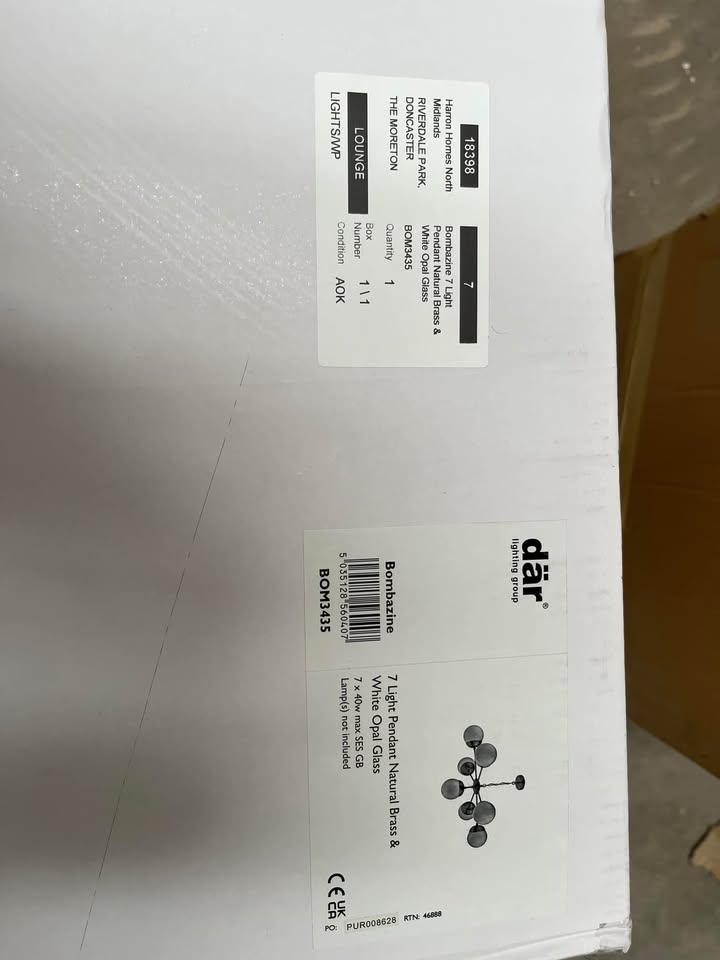 18398
Harron Homes North
Midlands
RIVERDALE PARK,
DONCASTER
THE MORETON
LOUNGE
LIGHTS/WP
7
Bombazine 7 Light
Pendant Natural Brass &
White Opal Glass
BOM3435
Quantity 1
Box
Number 1 \ 1
Condition AOK
där®
lighting group
Bombazine
5 035128 560407
BOM3435
7 Light Pendant Natural Brass &
White Opal Glass
7 x 40w max SES GB
Lamp(s) not included
CE UK
CA
PO: PUR008628 RTN: 46888